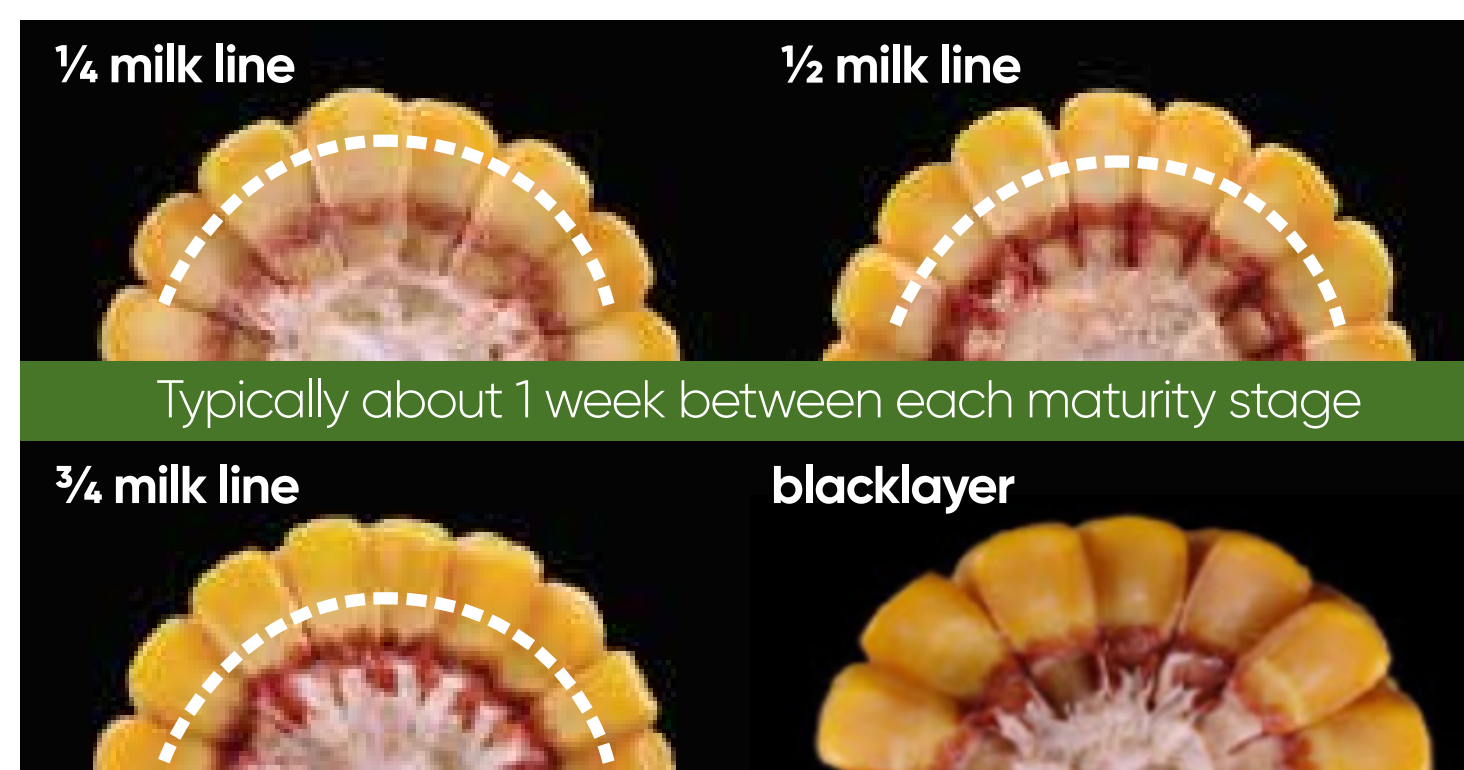 ¼ milk line
½ milk line
Typically about 1 week between each maturity stage
¾ milk line
blacklayer